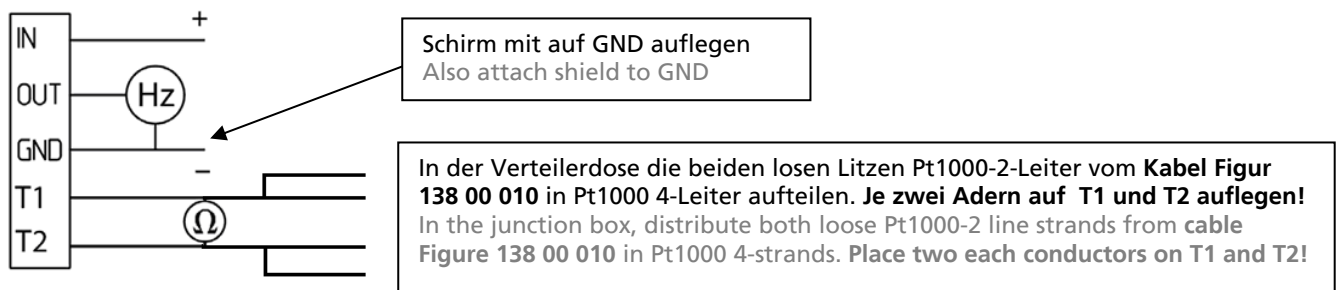 IN
+
OUT
Hz
GND
−
T1
Ω
T2
Schirm mit auf GND auflegen
Also attach shield to GND
In der Verteilerdose die beiden losen Litzen Pt1000-2-Leiter vom Kabel Figur
138 00 010 in Pt1000 4-Leiter aufteilen. Je zwei Adern auf T1 und T2 auflegen!
In the junction box, distribute both loose Pt1000-2 line strands from cable
Figure 138 00 010 in Pt1000 4-strands. Place two each conductors on T1 and T2!